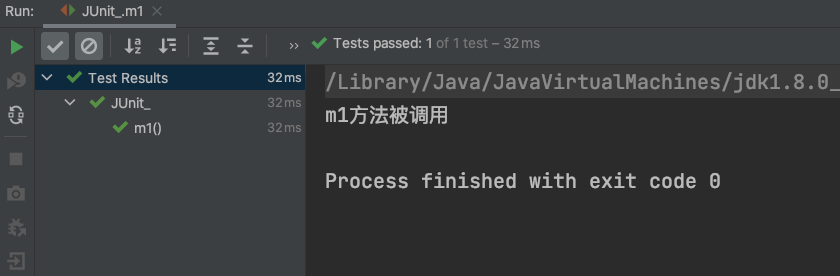 Run: JUnit_.m1
Tests passed: 1 of 1 test – 32 ms
Test Results 32 ms
JUnit_ 32 ms
m1() 32 ms
/Library/Java/JavaVirtualMachines/jdk1.8.0_
m1方法被调用
Process finished with exit code 0